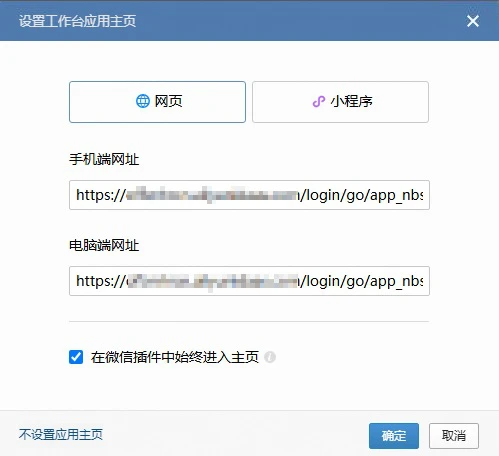 设置工作台应用主页
网页
小程序
手机端网址
https:// /login/go/app_nbs
电脑端网址
https:// /login/go/app_nbs
在微信插件中始终进入主页
不设置应用主页
确定
取消